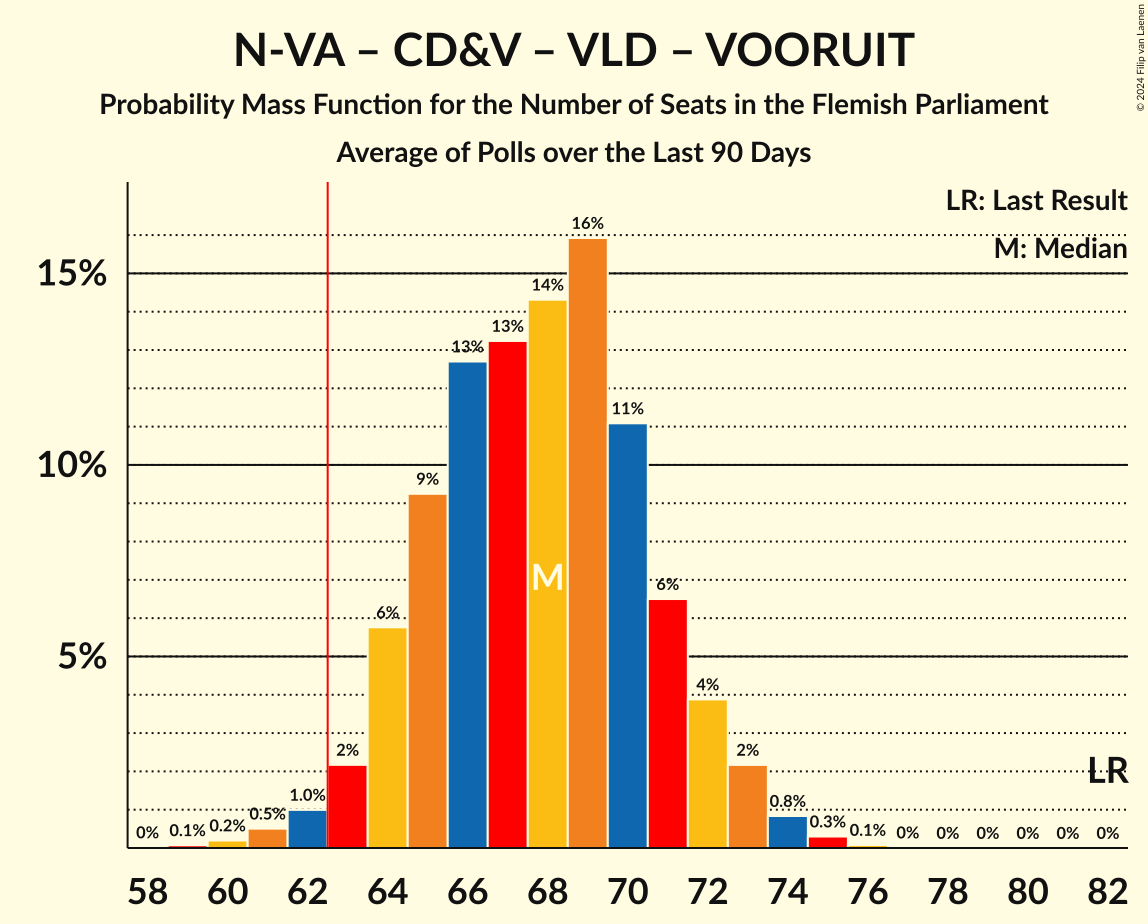 N-VA – CD&V – VLD – VOORUIT
Probability Mass Function for the Number of Seats in the Flemish Parliament
Average of Polls over the Last 90 Days
© 2024 Filip van Laenen
LR: Last Result
M: Median
15%
10%
5%
0% 0.1% 0.2% 0.5% 1.0% 2% 6% 9% 13% 13% 14% 16% 11% 6% 4% 2% 0.8% 0.3% 0.1% 0% 0% 0% 0% 0% 0%
M
LR
58 60 62 64 66 68 70 72 74 76 78 80 82